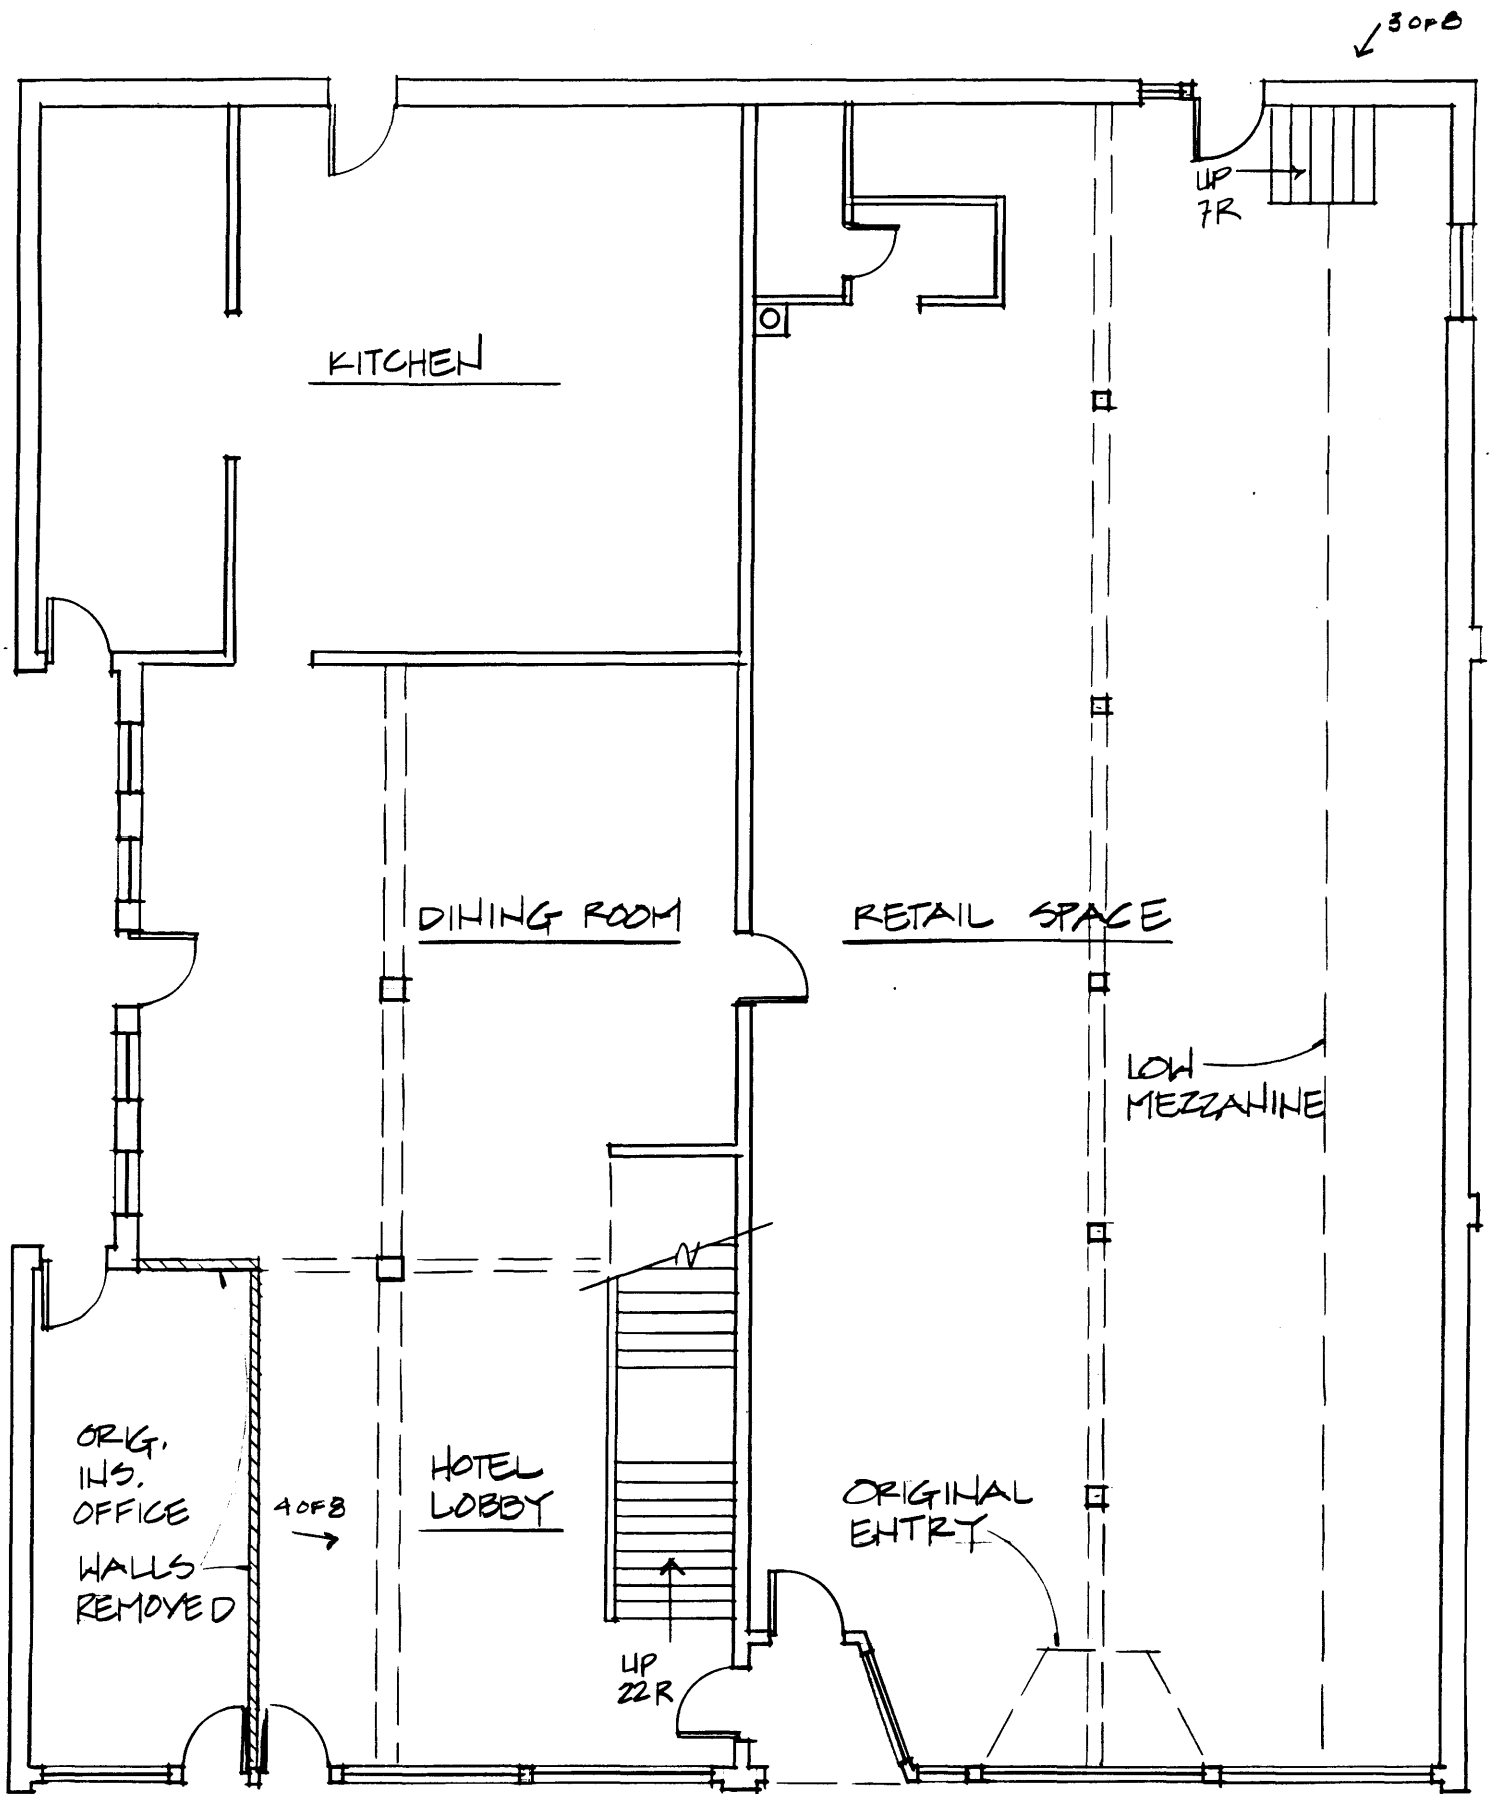 3 OF 8
UP
7R
KITCHEN
DINING ROOM
RETAIL SPACE
LOW
MEZZANINE
ORIG.
INS.
OFFICE
WALLS
REMOVED
4 OF 8
HOTEL
LOBBY
ORIGINAL
ENTRY
UP
22R